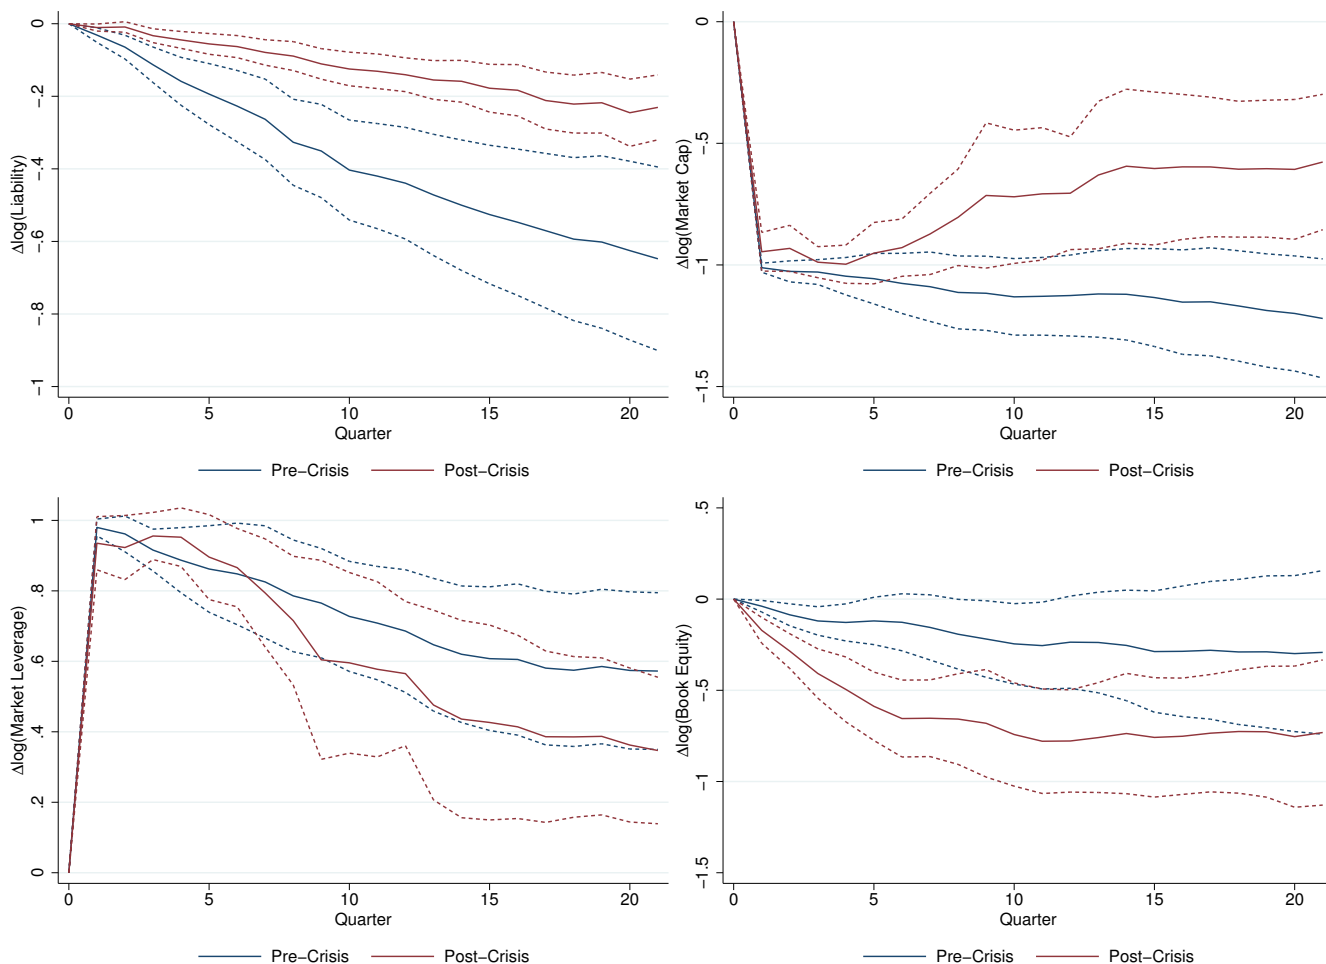 Δlog(Liability)
0
−.2
−.4
−.6
−.8
−1
0 5 10 15 20
Quarter
Pre−Crisis Post−Crisis
Δlog(Market Cap)
0
−.5
−1
−1.5
0 5 10 15 20
Quarter
Pre−Crisis Post−Crisis
Δlog(Market Leverage)
1
.8
.6
.4
.2
0
0 5 10 15 20
Quarter
Pre−Crisis Post−Crisis
Δlog(Book Equity)
.5
0
−.5
−1
−1.5
0 5 10 15 20
Quarter
Pre−Crisis Post−Crisis